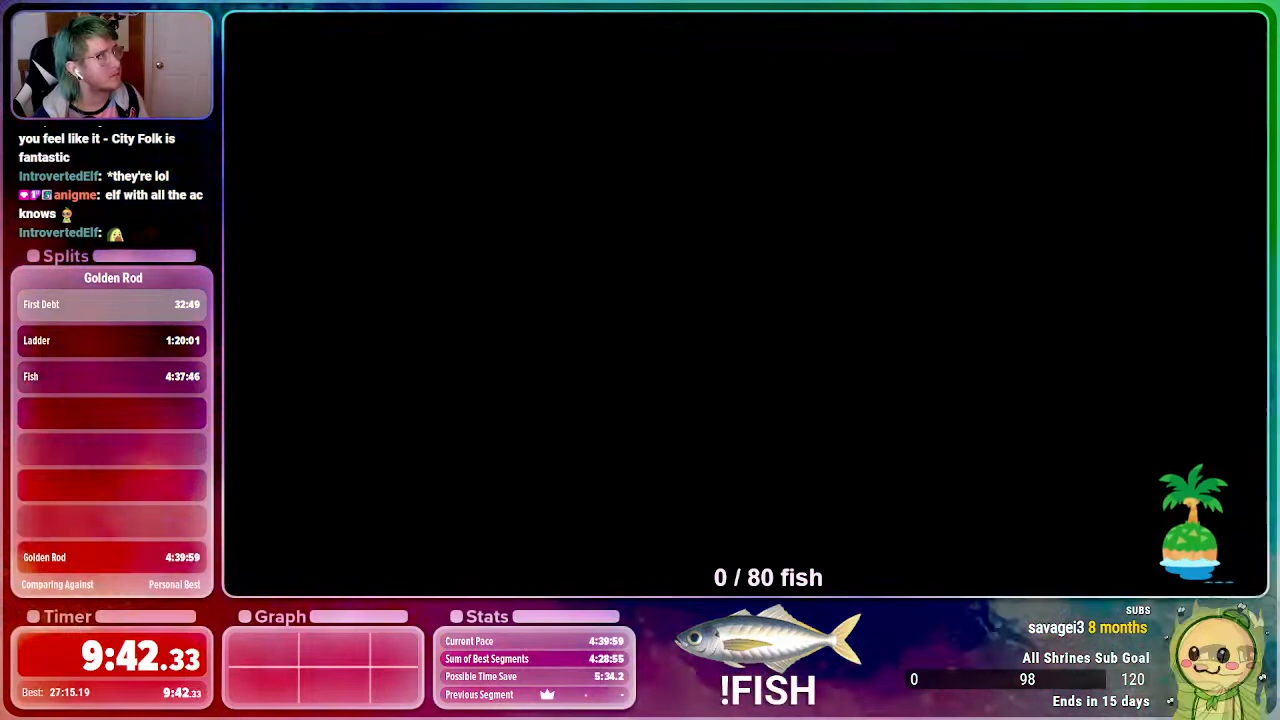 you feel like it - City Folk is
fantastic
IntrovertedElf: *they're lol
anigme: elf with all the ac
knows
IntrovertedElf:
Splits
Golden Rod
First Debt 32:49
Ladder 1:20:01
Fish 4:37:46
Golden Rod 4:39:59
Comparing Against Personal Best
0 / 80 fish
Timer
9:42.33
Best: 27:15.19 9:42.33
Graph
Stats
Current Pace 4:39:59
Sum of Best Segments 4:28:55
Possible Time Save 5:34.2
Previous Segment - -
!FISH
SUBS
savagei3 8 months
All Shrines Sub Goal
0 98 120
Ends in 15 days